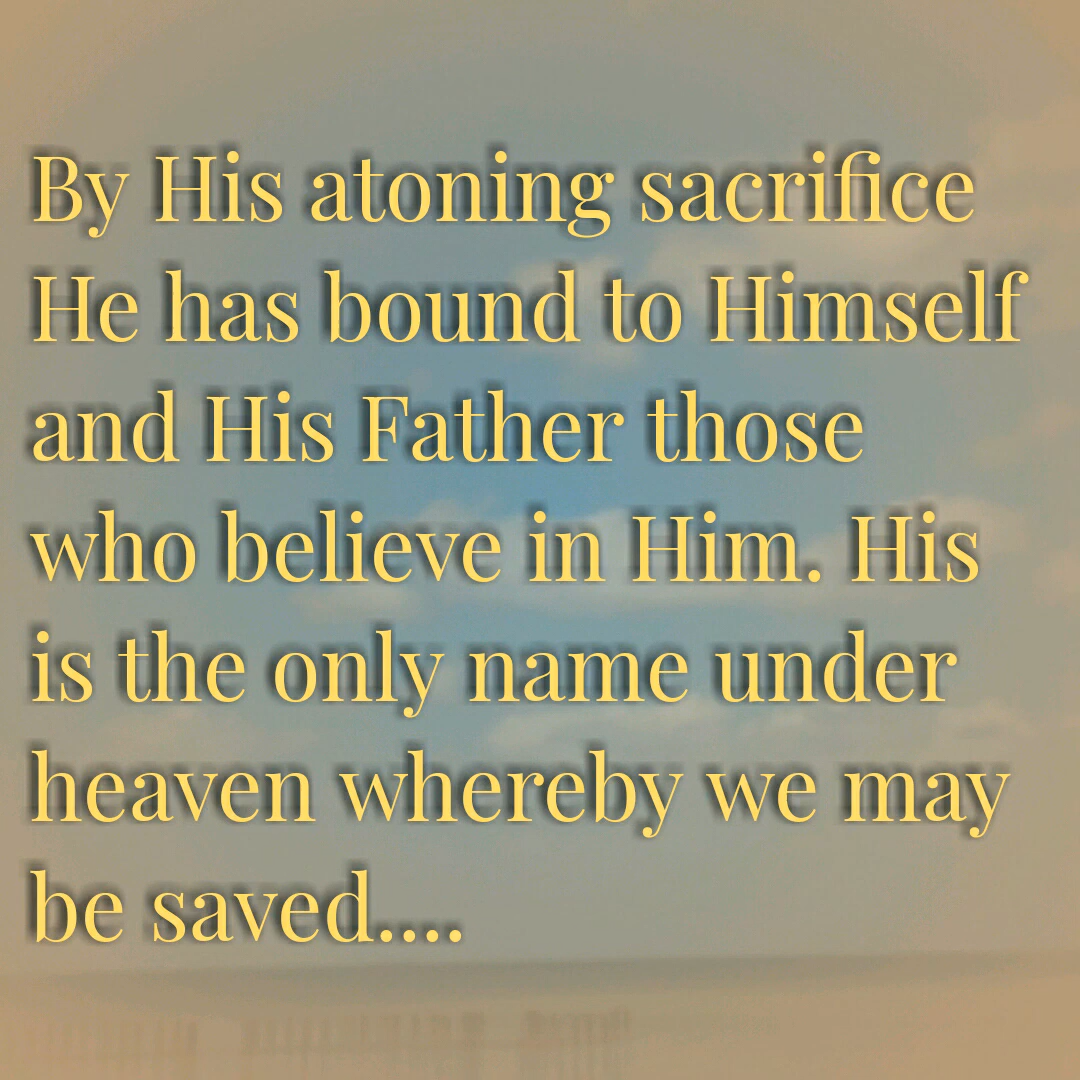 By His atoning sacrifice
He has bound to Himself
and His Father those
who believe in Him. His
is the only name under
heaven whereby we may
be saved....